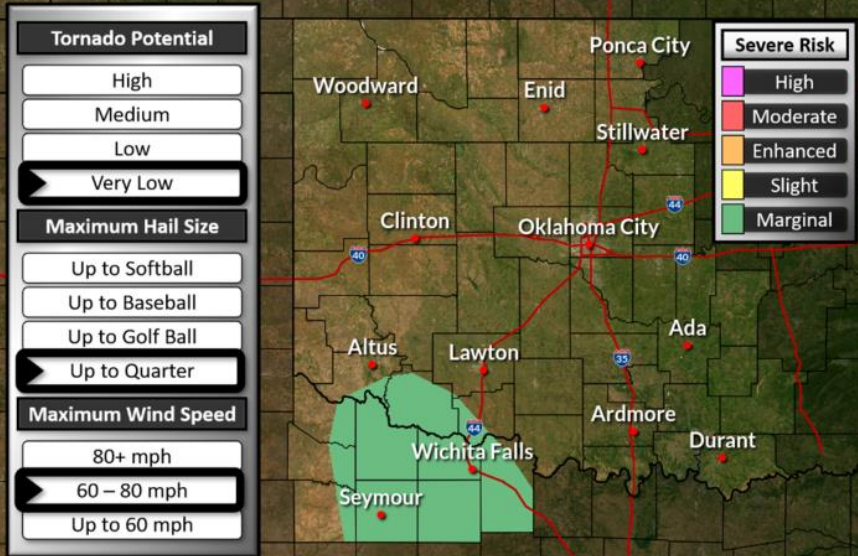 Tornado Potential
High
Medium
Low
Very Low
Maximum Hail Size
Up to Softball
Up to Baseball
Up to Golf Ball
Up to Quarter
Maximum Wind Speed
80+ mph
60 – 80 mph
Up to 60 mph
Ponca City
Woodward
Enid
Stillwater
44
Clinton
Oklahoma City
40
40
Ada
Altus
Lawton
35
Ardmore
44
Durant
Wichita Falls
Seymour
Severe Risk
High
Moderate
Enhanced
Slight
Marginal